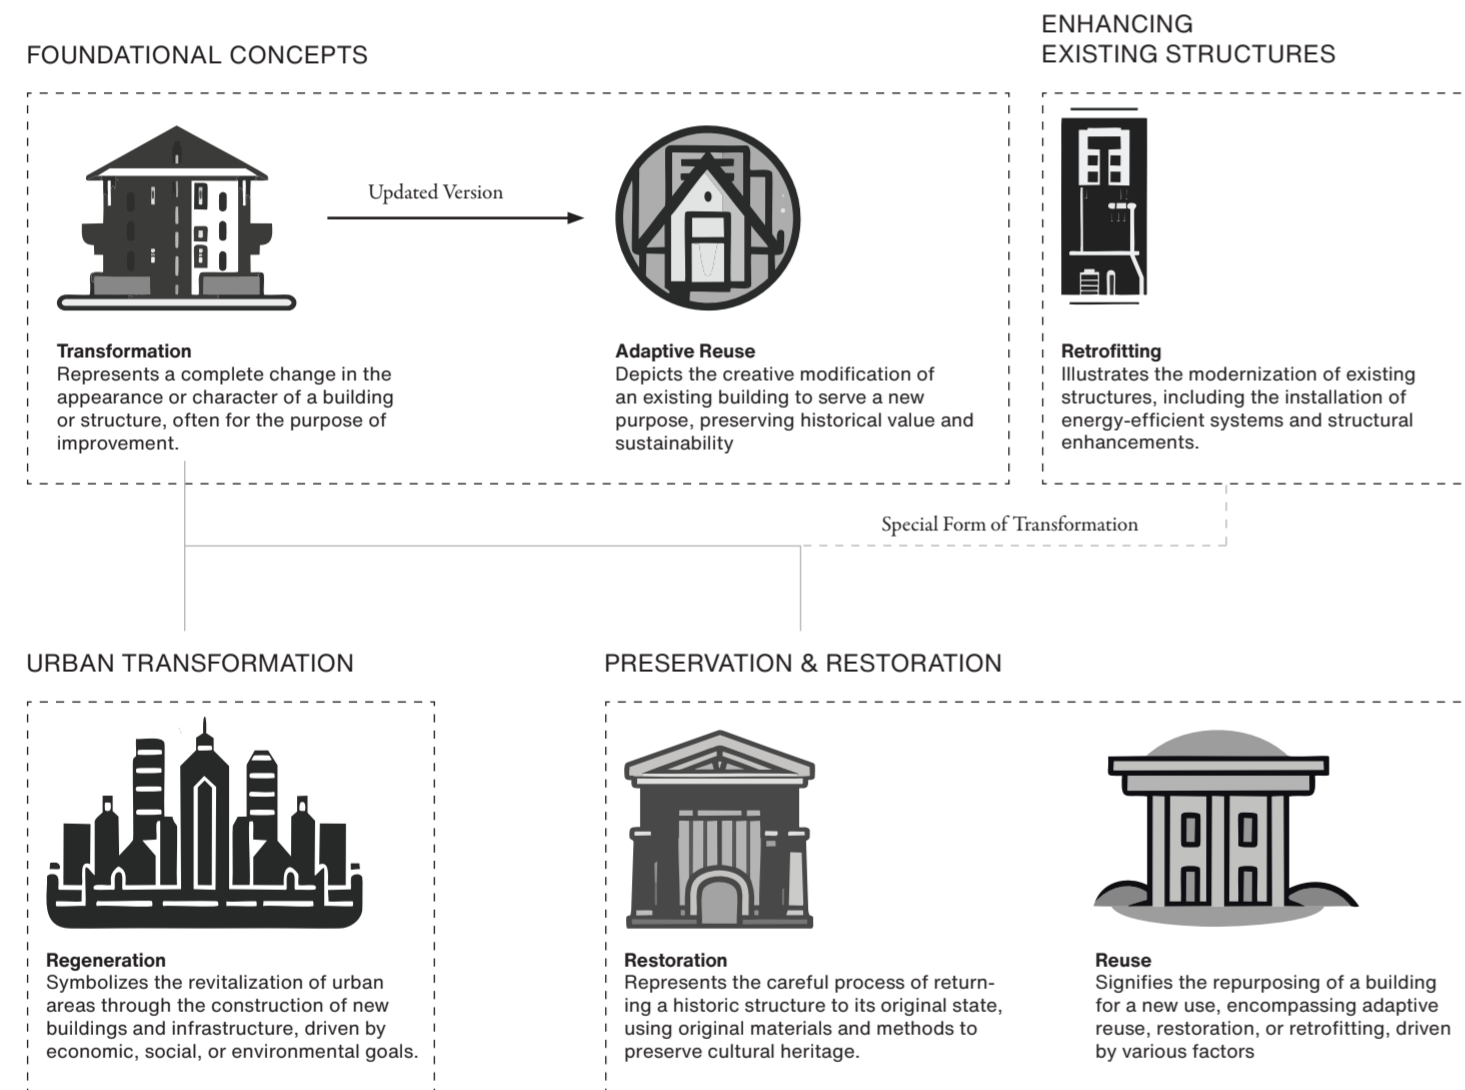 FOUNDATIONAL CONCEPTS
ENHANCING
EXISTING STRUCTURES
Updated Version
Transformation
Represents a complete change in the
appearance or character of a building
or structure, often for the purpose of
improvement.
Adaptive Reuse
Depicts the creative modification of
an existing building to serve a new
purpose, preserving historical value and
sustainability
Retrofitting
Illustrates the modernization of existing
structures, including the installation of
energy-efficient systems and structural
enhancements.
Special Form of Transformation
URBAN TRANSFORMATION
PRESERVATION & RESTORATION
Regeneration
Symbolizes the revitalization of urban
areas through the construction of new
buildings and infrastructure, driven by
economic, social, or environmental goals.
Restoration
Represents the careful process of return-
ing a historic structure to its original state,
using original materials and methods to
preserve cultural heritage.
Reuse
Signifies the repurposing of a building
for a new use, encompassing adaptive
reuse, restoration, or retrofitting, driven
by various factors